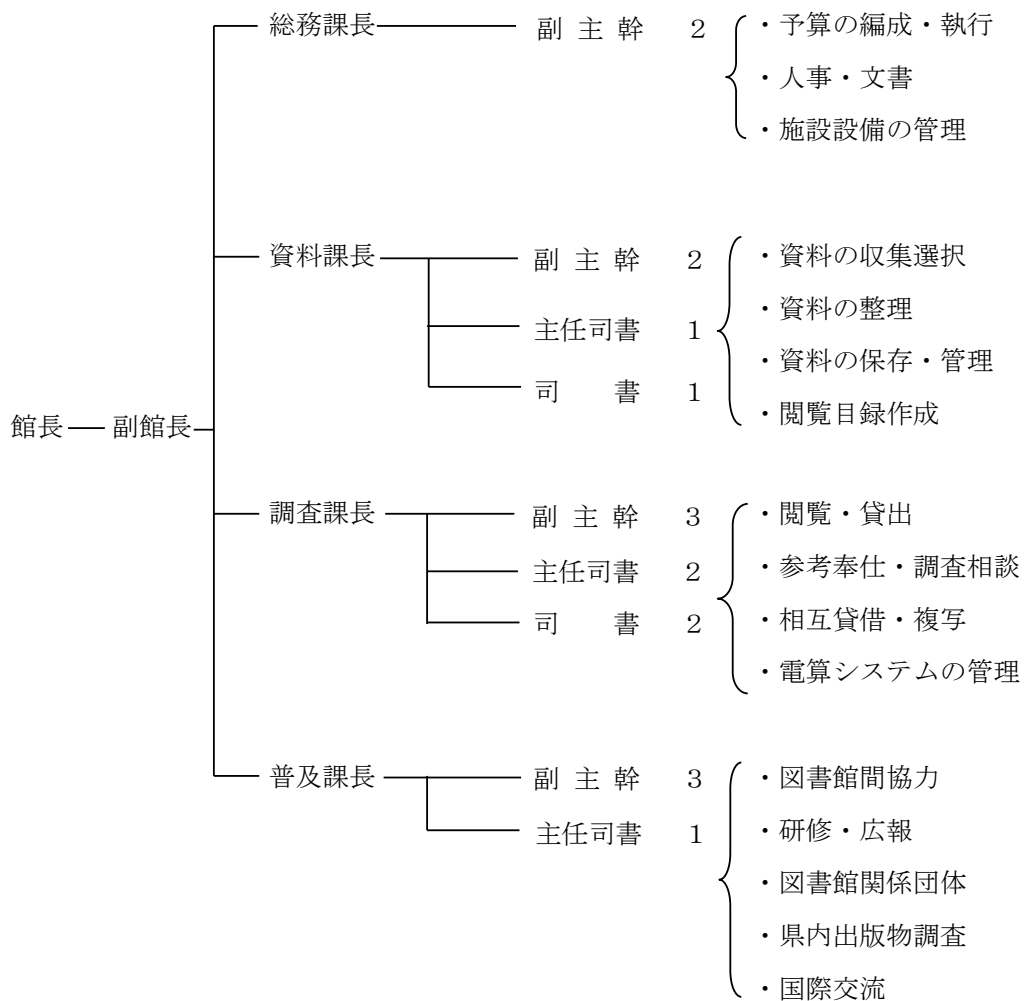 総務課長 副主幹 2 ・予算の編成・執行
・人事・文書
・施設設備の管理
資料課長 副主幹 2 ・資料の収集選択
主任司書 1 ・資料の整理
・資料の保存・管理
司書 1
・閲覧目録作成
館長 副館長
調査課長 副主幹 3 ・閲覧・貸出
主任司書 2 ・参考奉仕・調査相談
司書 2 ・相互貸借・複写
・電算システムの管理
普及課長 副主幹 3 ・図書館間協力
主任司書 1 ・研修・広報
・図書館関係団体
・県内出版物調査
・国際交流